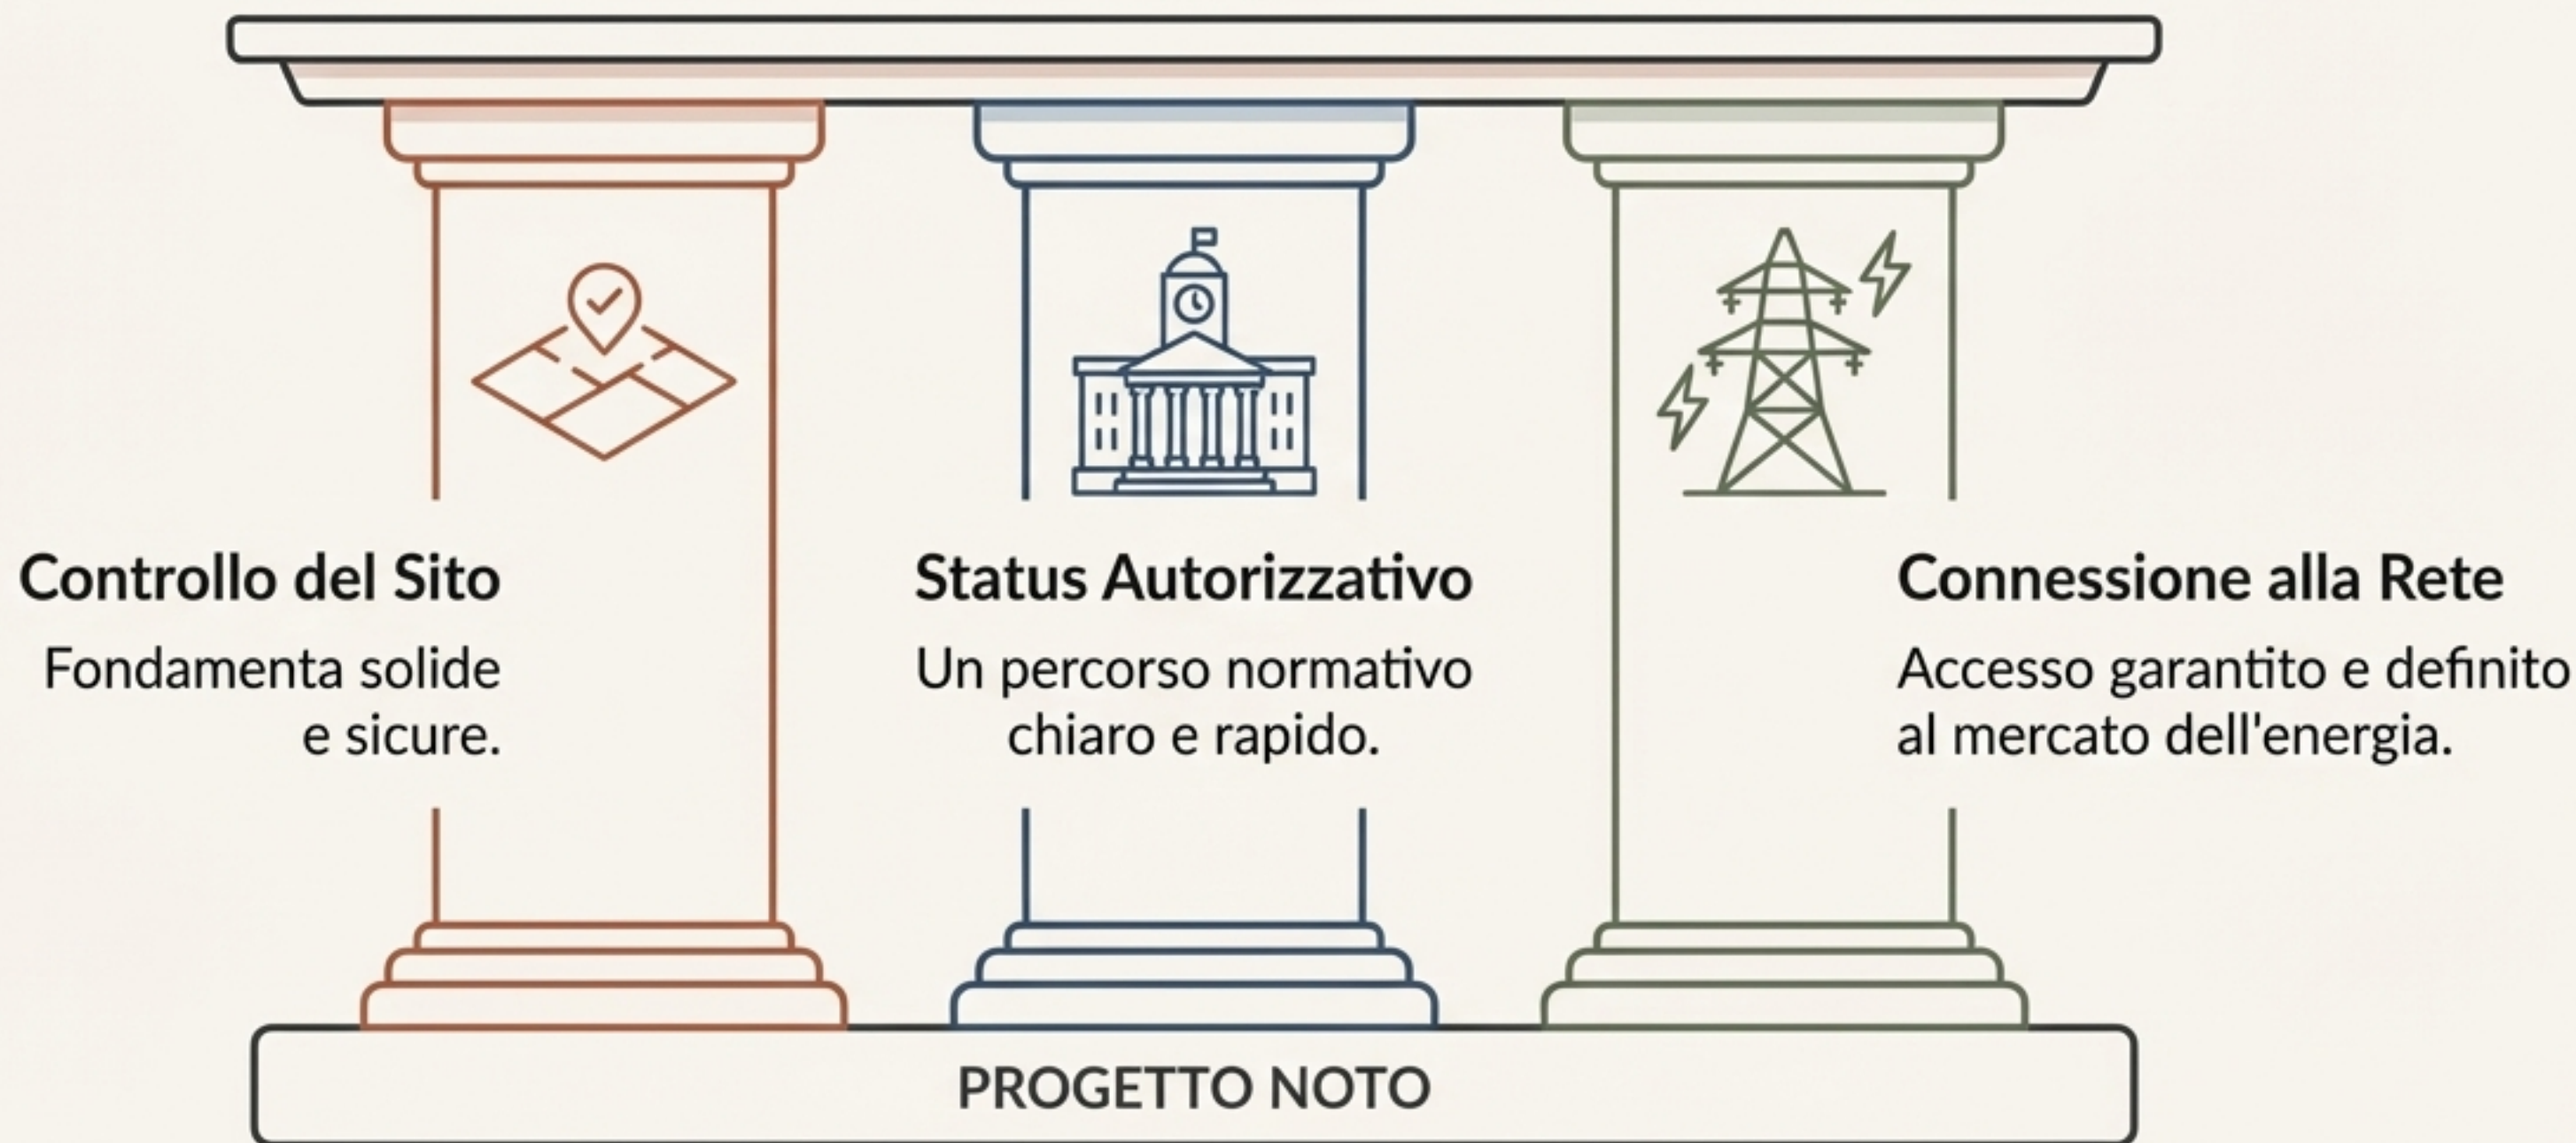 Controllo del Sito
Fondamenta solide
e sicure.
Status Autorizzativo
Un percorso normativo
chiaro e rapido.
Connessione alla Rete
Accesso garantito e definito
al mercato dell'energia.
PROGETTO NOTO